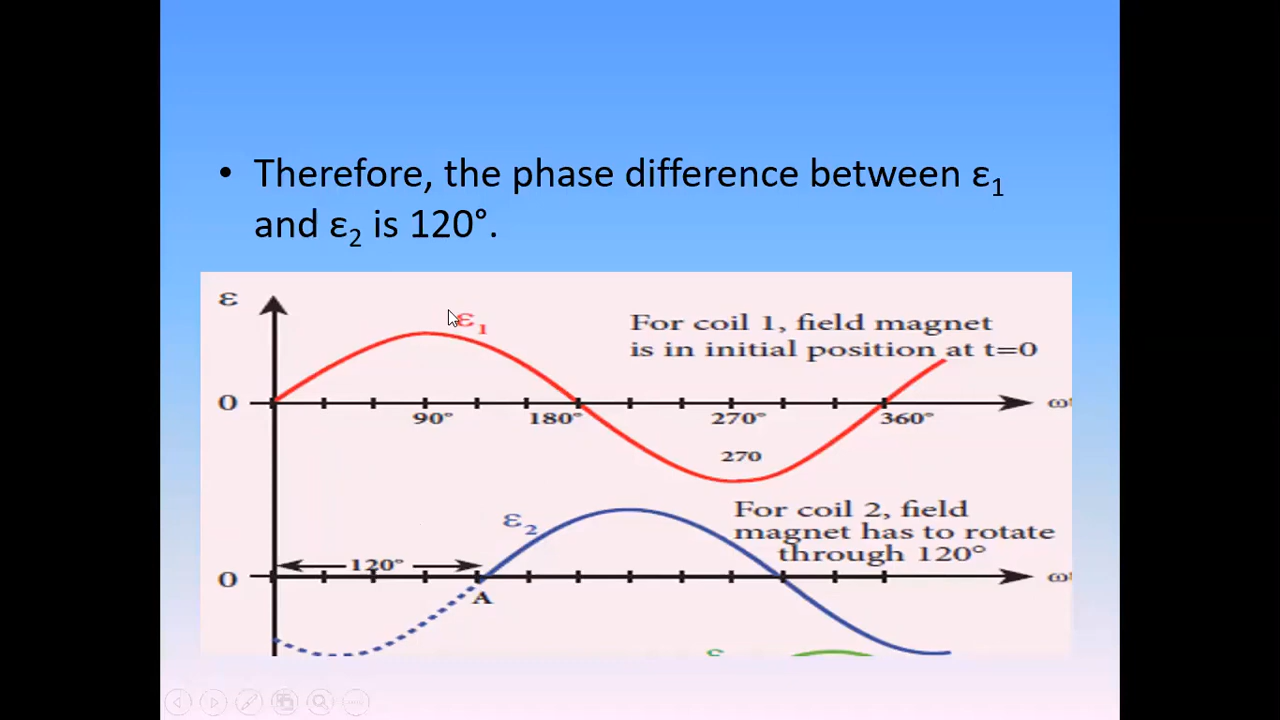 • Therefore, the phase difference between ε₁
and ε₂ is 120°.
ε
ε₁
For coil 1, field magnet
is in initial position at t=0
0
90° 180° 270° 360°
270
For coil 2, field
magnet has to rotate
through 120°
ε₂
120°
0
A